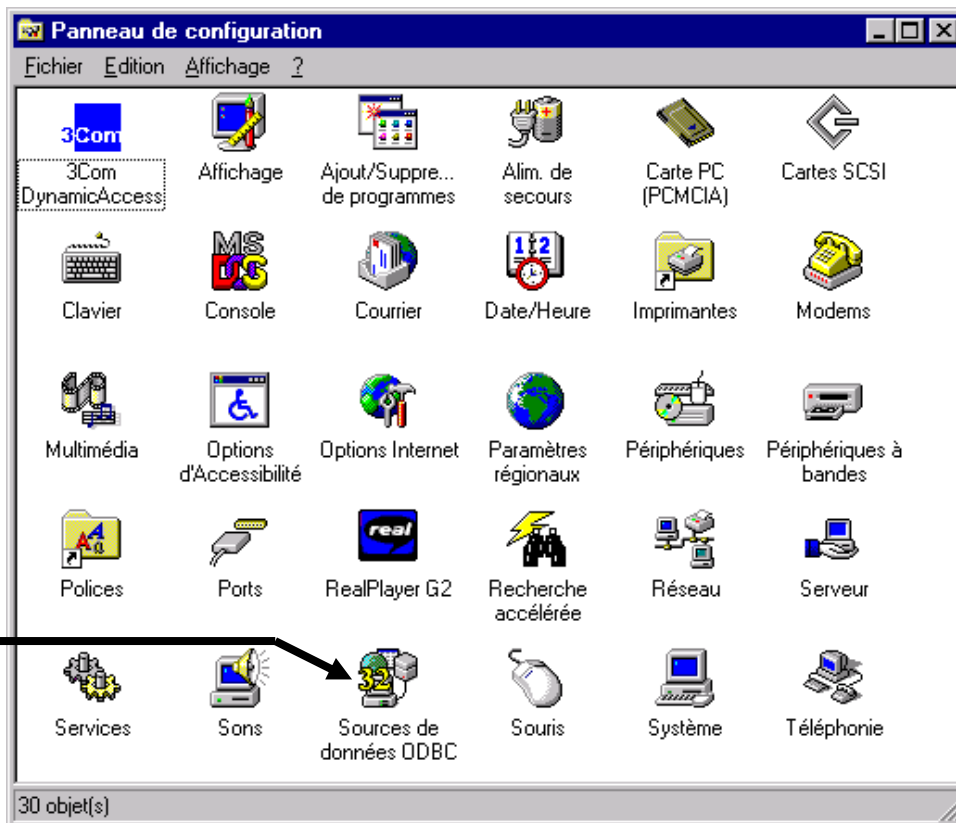 Panneau de configuration
Fichier Edition Affichage ?
3Com
3Com DynamicAccess
Affichage
Ajout/Suppre... de programmes
Alim. de secours
Carte PC (PCMCIA)
Cartes SCSI
MS DOS
1 2
Clavier
Console
Courrier
Date/Heure
Imprimantes
Modems
Multimédia
Options d'Accessibilité
Options Internet
Paramètres régionaux
Périphériques
Périphériques à bandes
real
Polices
Ports
RealPlayer G2
Recherche accélérée
Réseau
Serveur
32
Services
Sons
Sources de données ODBC
Souris
Système
Téléphonie
30 objet(s)